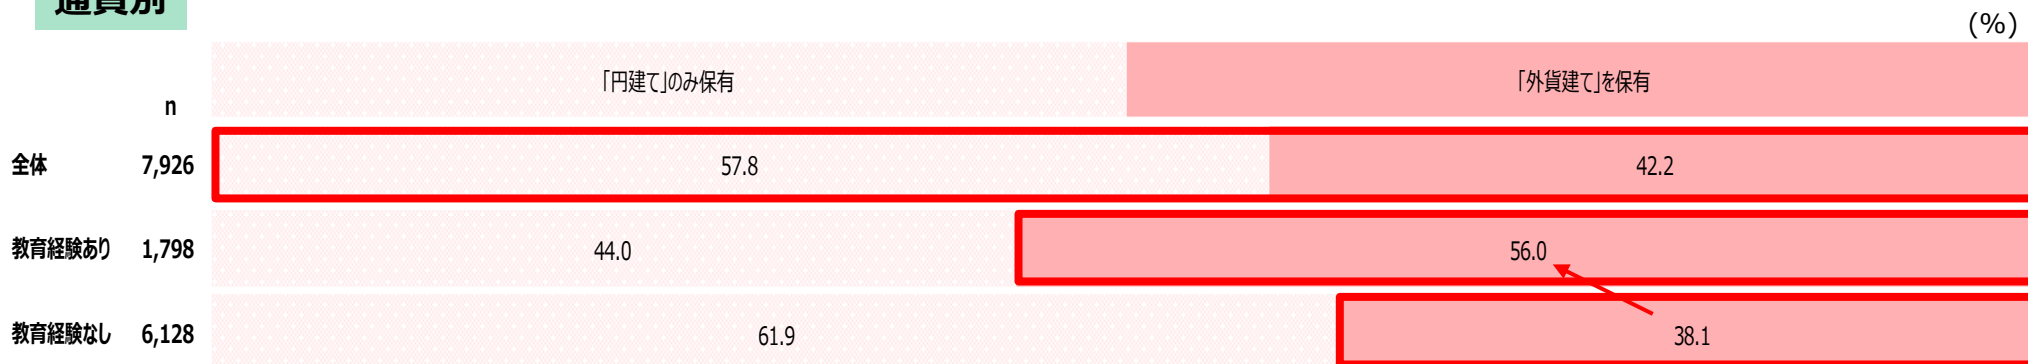 通貨別
(%)
「円建て」のみ保有 「外貨建て」を保有
n
全体 7,926 57.8 42.2
教育経験あり 1,798 44.0 56.0
教育経験なし 6,128 61.9 38.1